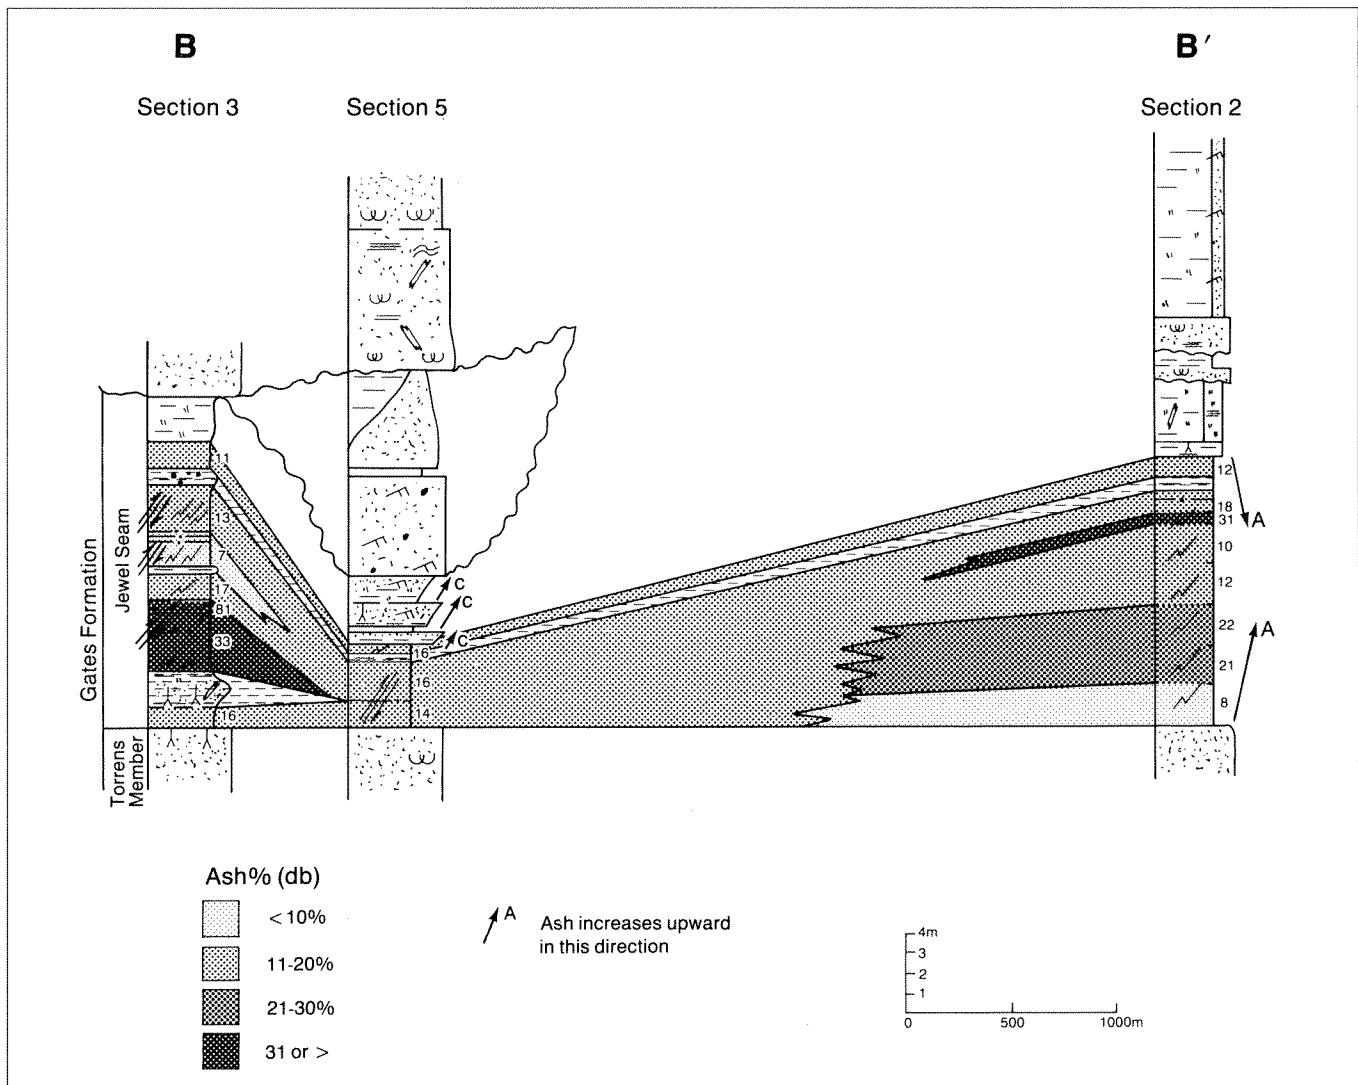 B
B′
Section 3
Section 5
Section 2
Gates Formation
Jewel Seam
Torrens
Member
11
13
7
17
81
33
16
C
C
C
16
16
14
12
18
31
10
12
22
21
8
A
A
Ash% (db)
<10%
11-20%
21-30%
31 or >
A
Ash increases upward
in this direction
4m
3
2
1
0
500
1000m